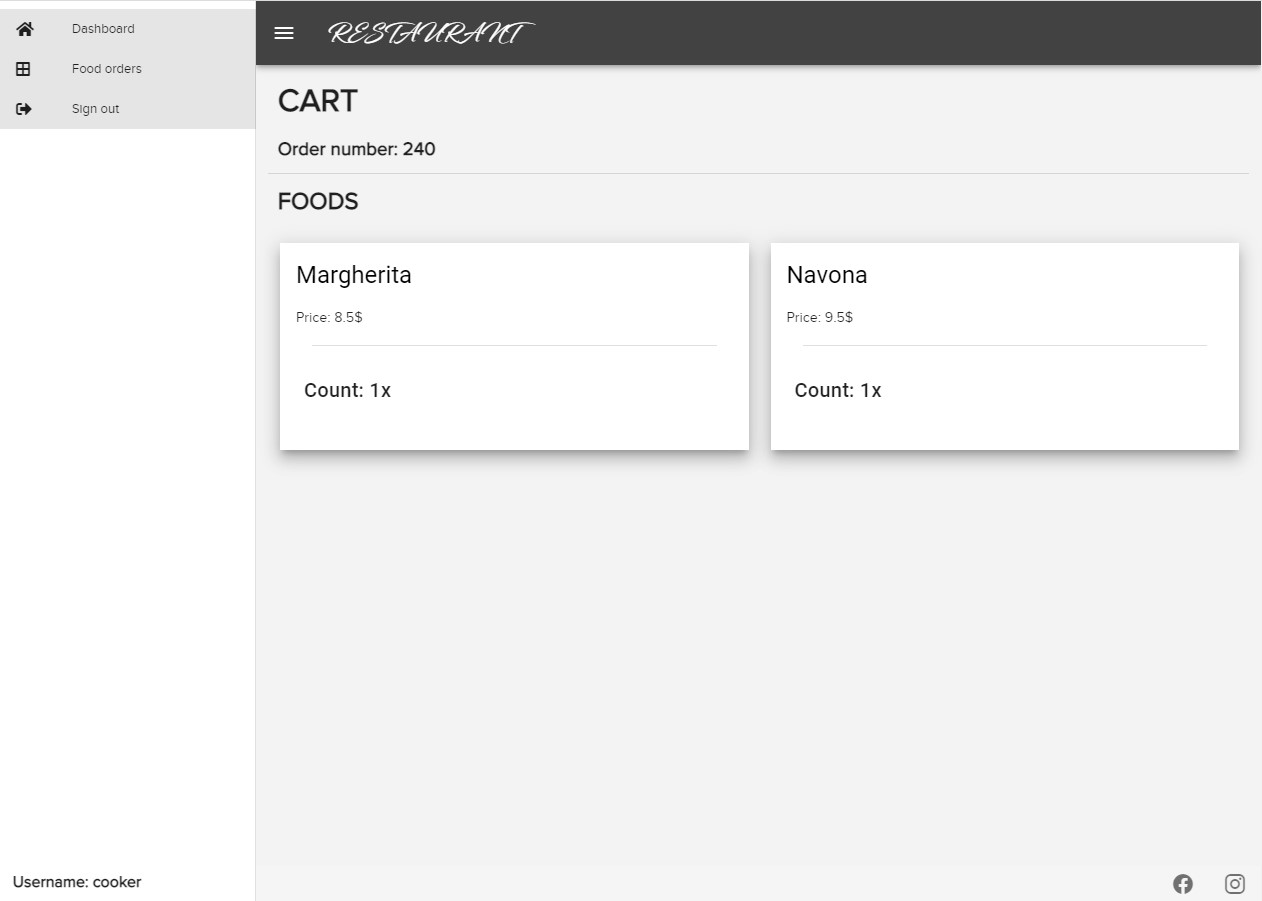 Dashboard
Food orders
Sign out
RESTAURANT
CART
Order number: 240
FOODS
Margherita
Price: 8.5$
Count: 1x
Navona
Price: 9.5$
Count: 1x
Username: cooker